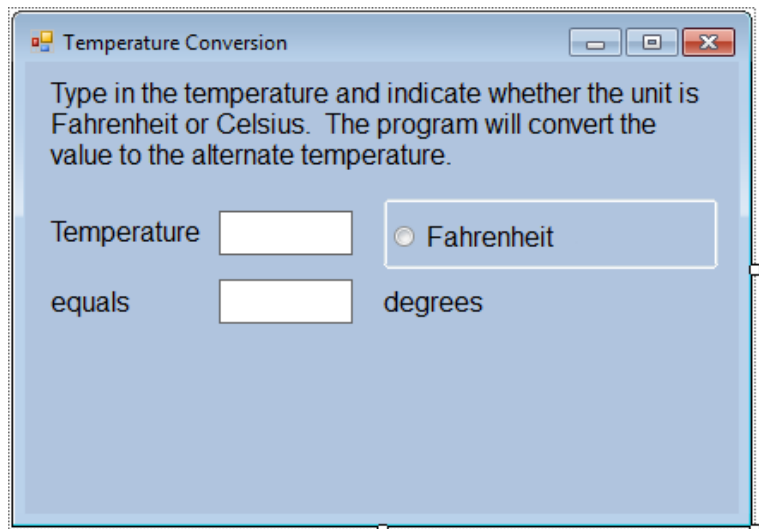 Temperature Conversion
Type in the temperature and indicate whether the unit is
Fahrenheit or Celsius.  The program will convert the
value to the alternate temperature.
Temperature Fahrenheit
equals degrees